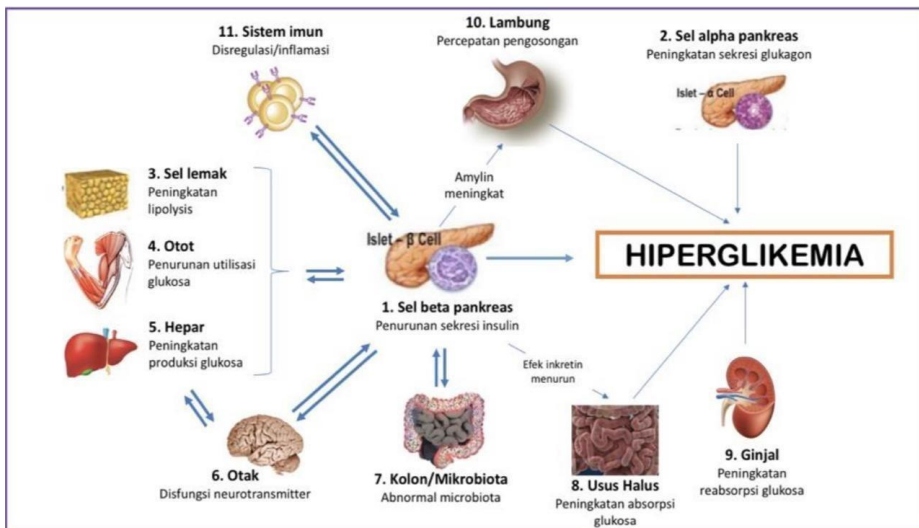 11. Sistem imun
Disregulasi/inflamasi
10. Lambung
Percepatan pengosongan
2. Sel alpha pankreas
Peningkatan sekresi glukagon
Islet – α Cell
3. Sel lemak
Peningkatan
lipolysis
4. Otot
Penurunan utilisasi
glukosa
5. Hepar
Peningkatan
produksi glukosa
Amylin
meningkat
Islet – β Cell
1. Sel beta pankreas
Penurunan sekresi insulin
HIPERGLIKEMIA
Efek inkretin
menurun
6. Otak
Disfungsi neurotransmitter
7. Kolon/Mikrobiota
Abnormal microbiota
8. Usus Halus
Peningkatan absorpsi
glukosa
9. Ginjal
Peningkatan
reabsorpsi glukosa